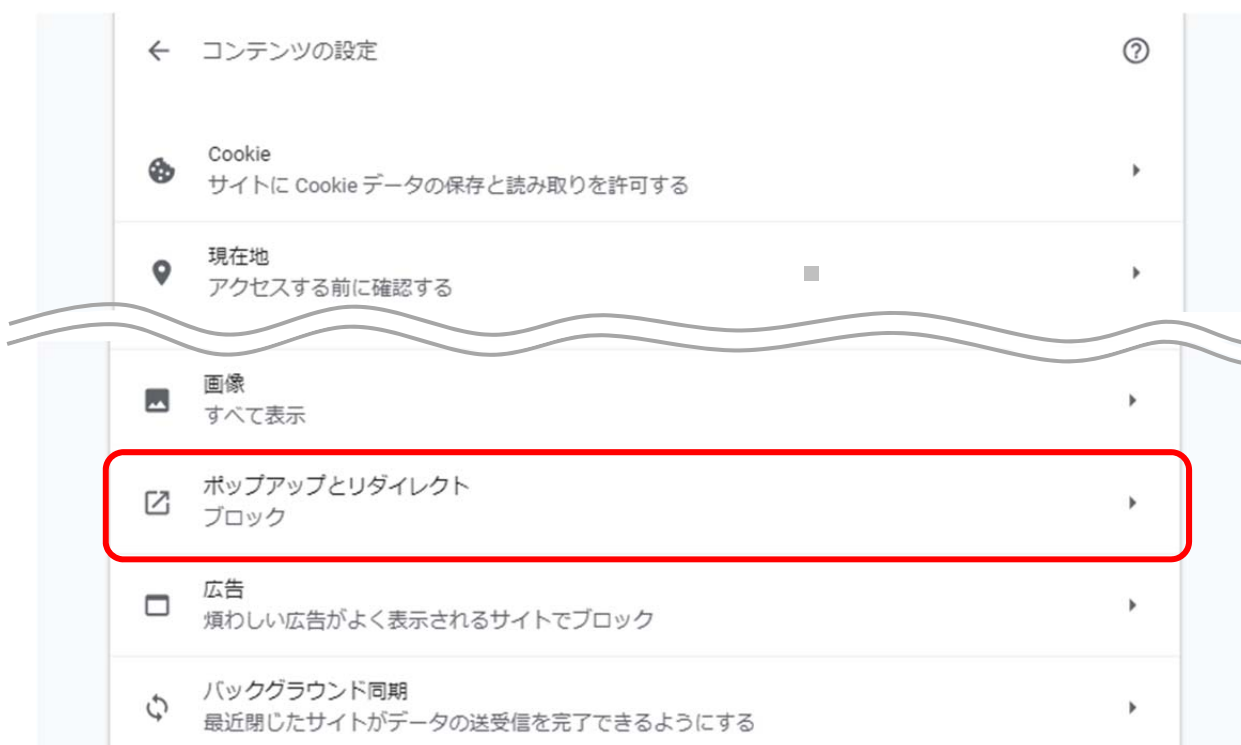 コンテンツの設定
Cookie
サイトに Cookie データの保存と読み取りを許可する
現在地
アクセスする前に確認する
画像
すべて表示
ポップアップとリダイレクト
ブロック
広告
煩わしい広告がよく表示されるサイトでブロック
バックグラウンド同期
最近閉じたサイトがデータの送受信を完了できるようにする